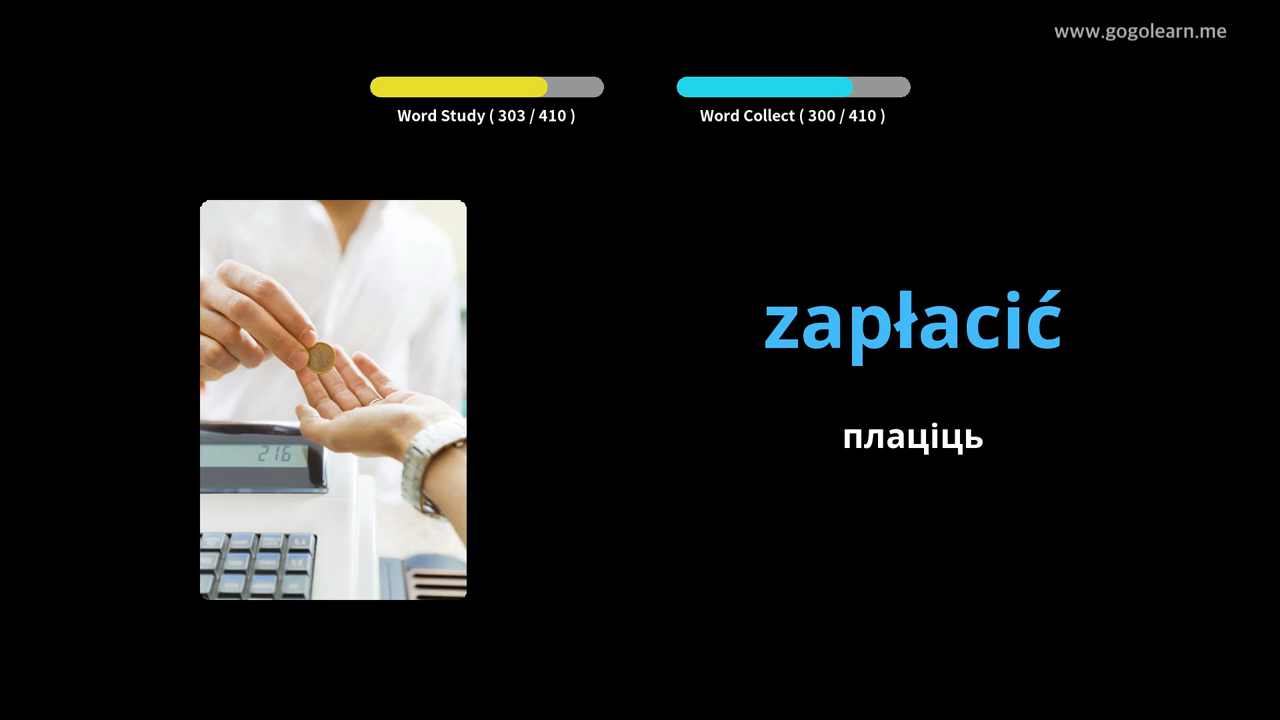 www.gogolearn.me
Word Study ( 303 / 410 )
Word Collect ( 300 / 410 )
zapłacić
плаціць
216